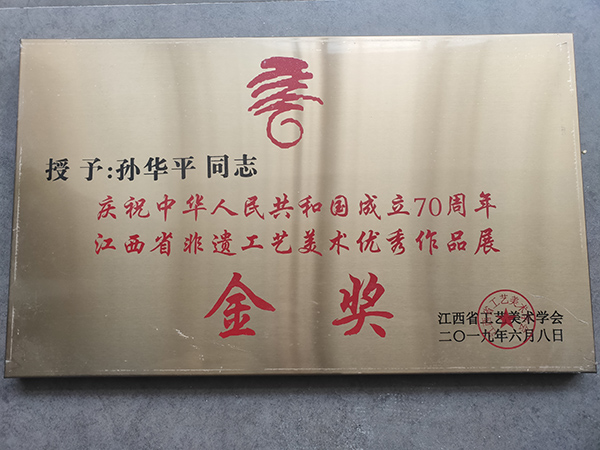 授予:孙华平 同志
庆祝中华人民共和国成立70周年
江西省非遗工艺美术优秀作品展
金奖
江西省工艺美术学会
二〇一九年六月八日